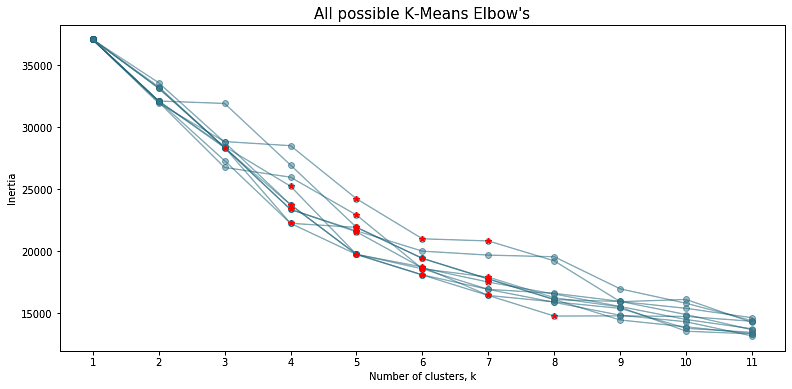 All possible K-Means Elbow's
35000
30000
25000
20000
15000
Inertia
1 2 3 4 5 6 7 8 9 10 11
Number of clusters, k